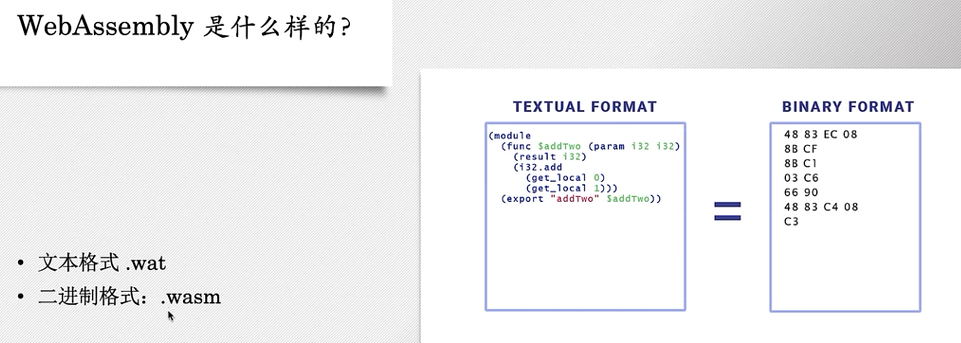 WebAssembly 是什么样的?
• 文本格式 .wat
• 二进制格式：.wasm
TEXTUAL FORMAT
(module
(func $addTwo (param i32 i32)
(result i32)
(i32.add
(get_local 0)
(get_local 1)))
(export "addTwo" $addTwo))
=
BINARY FORMAT
48 83 EC 08
8B CF
8B C1
03 C6
66 90
48 83 C4 08
C3